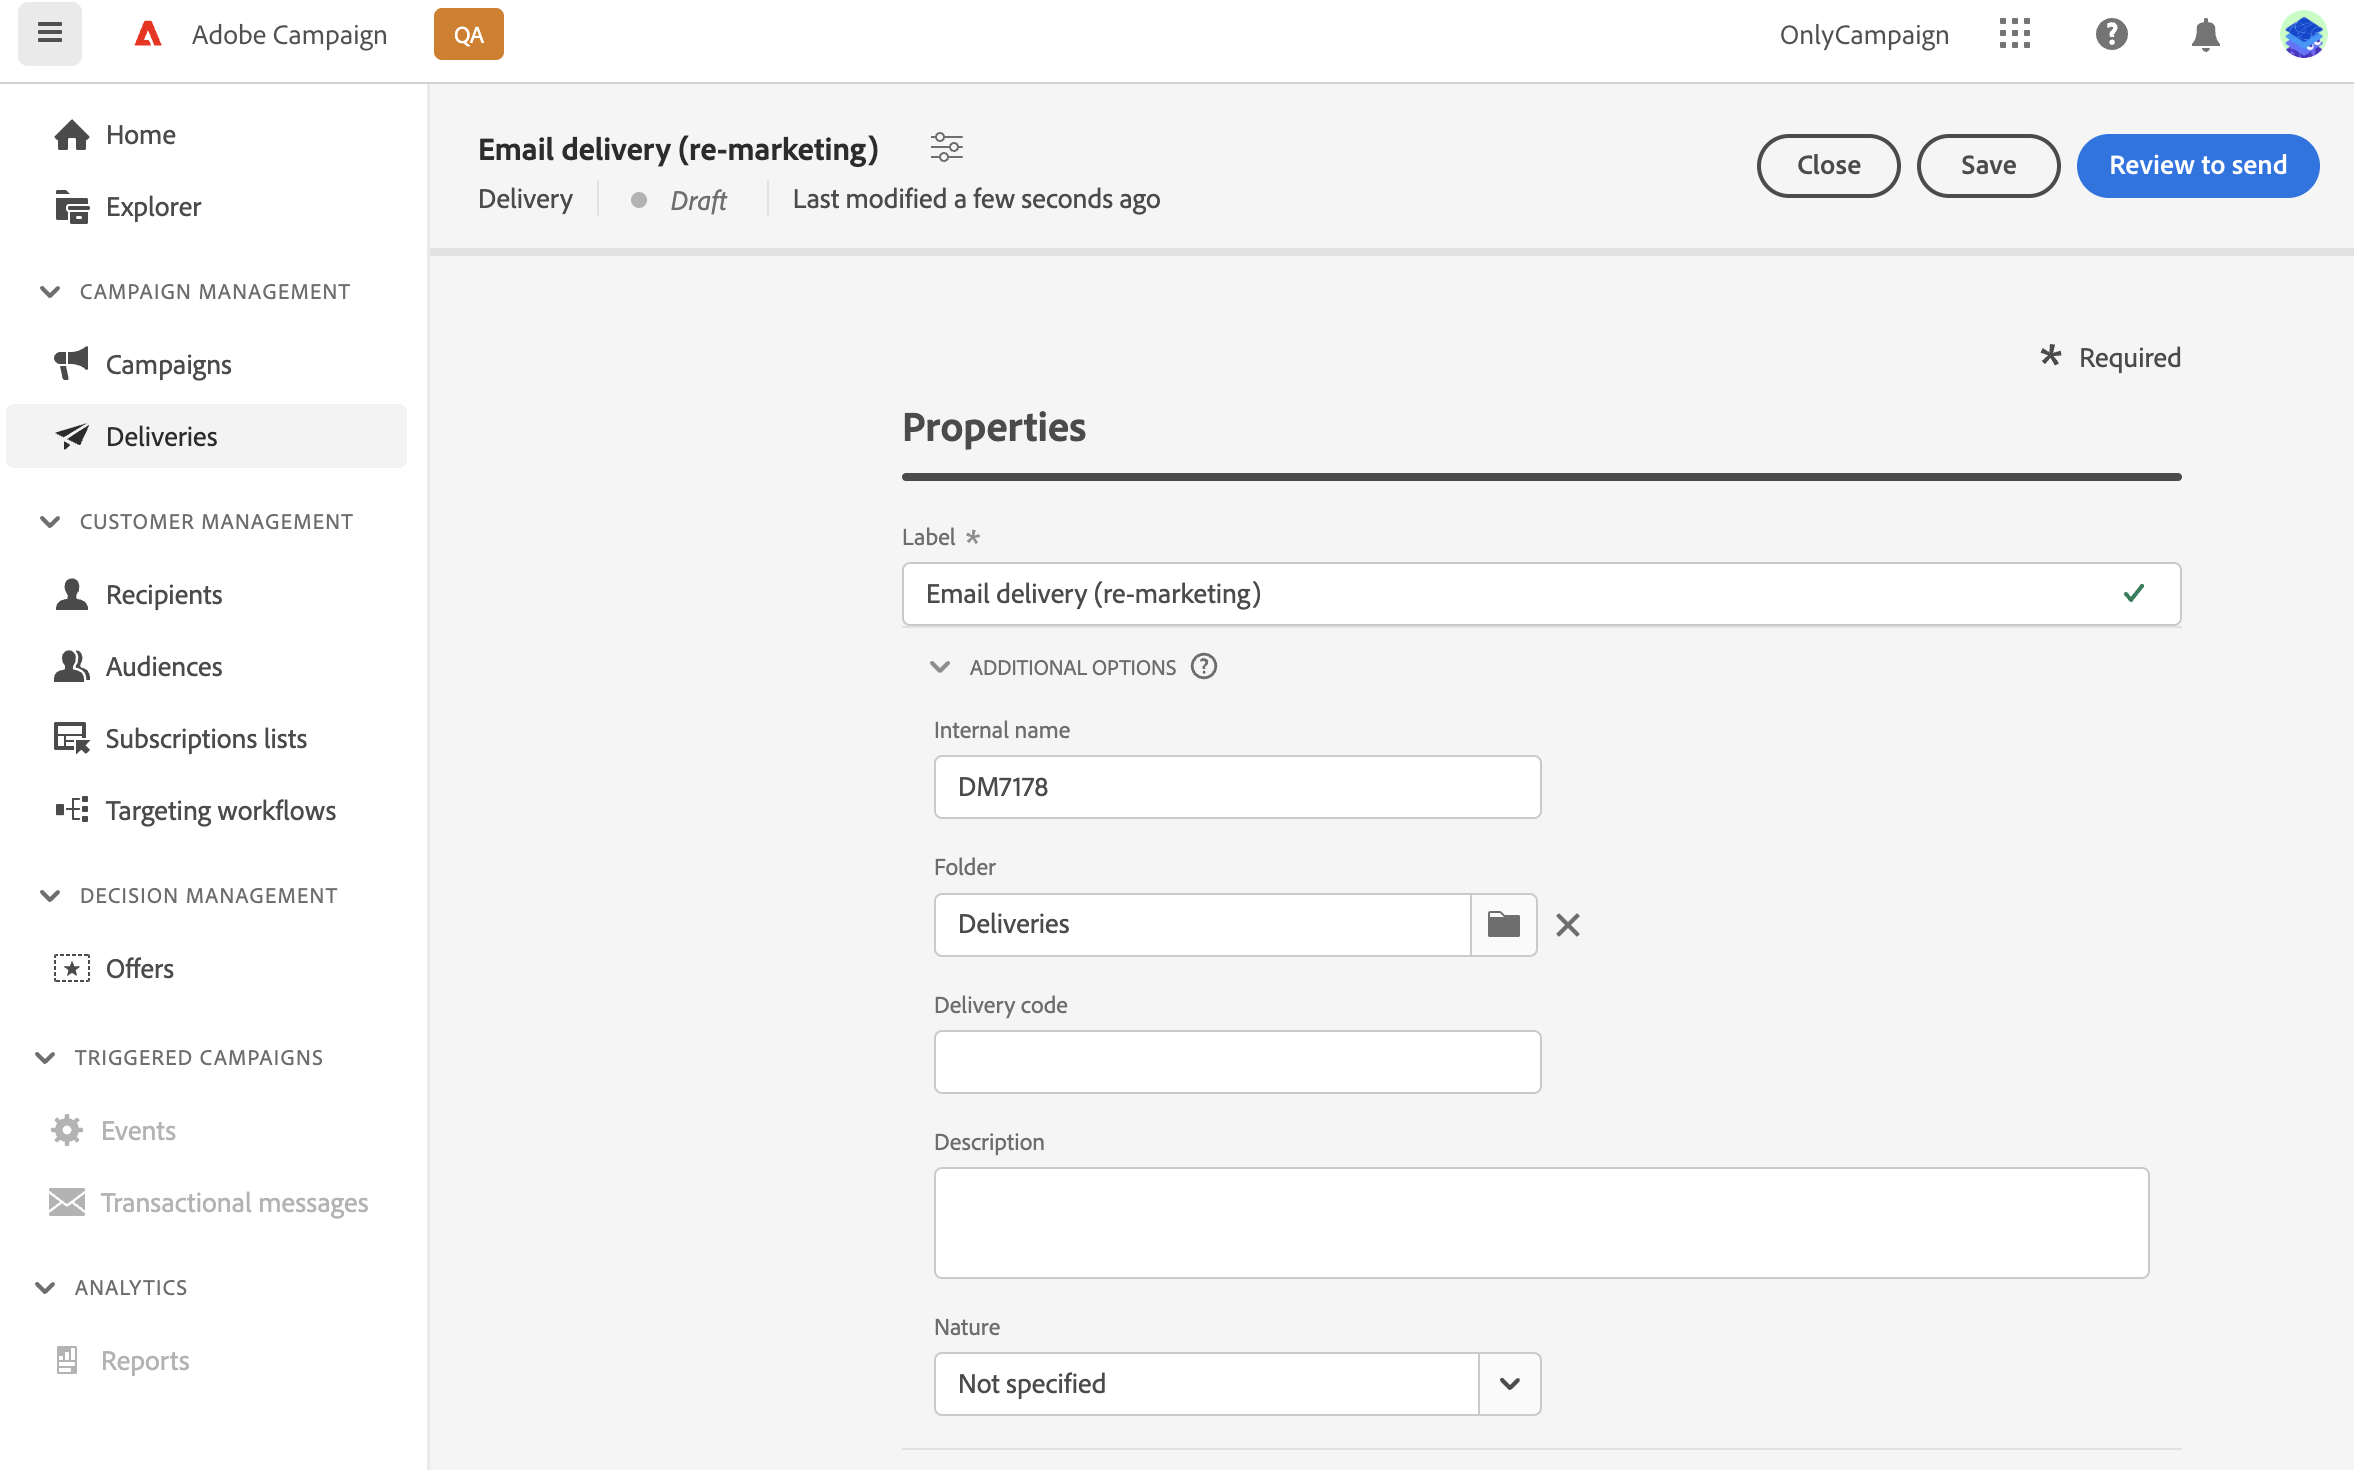 Adobe Campaign
QA
OnlyCampaign
Home
Explorer
CAMPAIGN MANAGEMENT
Campaigns
Deliveries
CUSTOMER MANAGEMENT
Recipients
Audiences
Subscriptions lists
Targeting workflows
DECISION MANAGEMENT
Offers
TRIGGERED CAMPAIGNS
Events
Transactional messages
ANALYTICS
Reports
Email delivery (re-marketing)
Delivery
Draft
Last modified a few seconds ago
Close
Save
Review to send
* Required
Properties
Label *
Email delivery (re-marketing)
ADDITIONAL OPTIONS
Internal name
DM7178
Folder
Deliveries
Delivery code
Description
Nature
Not specified